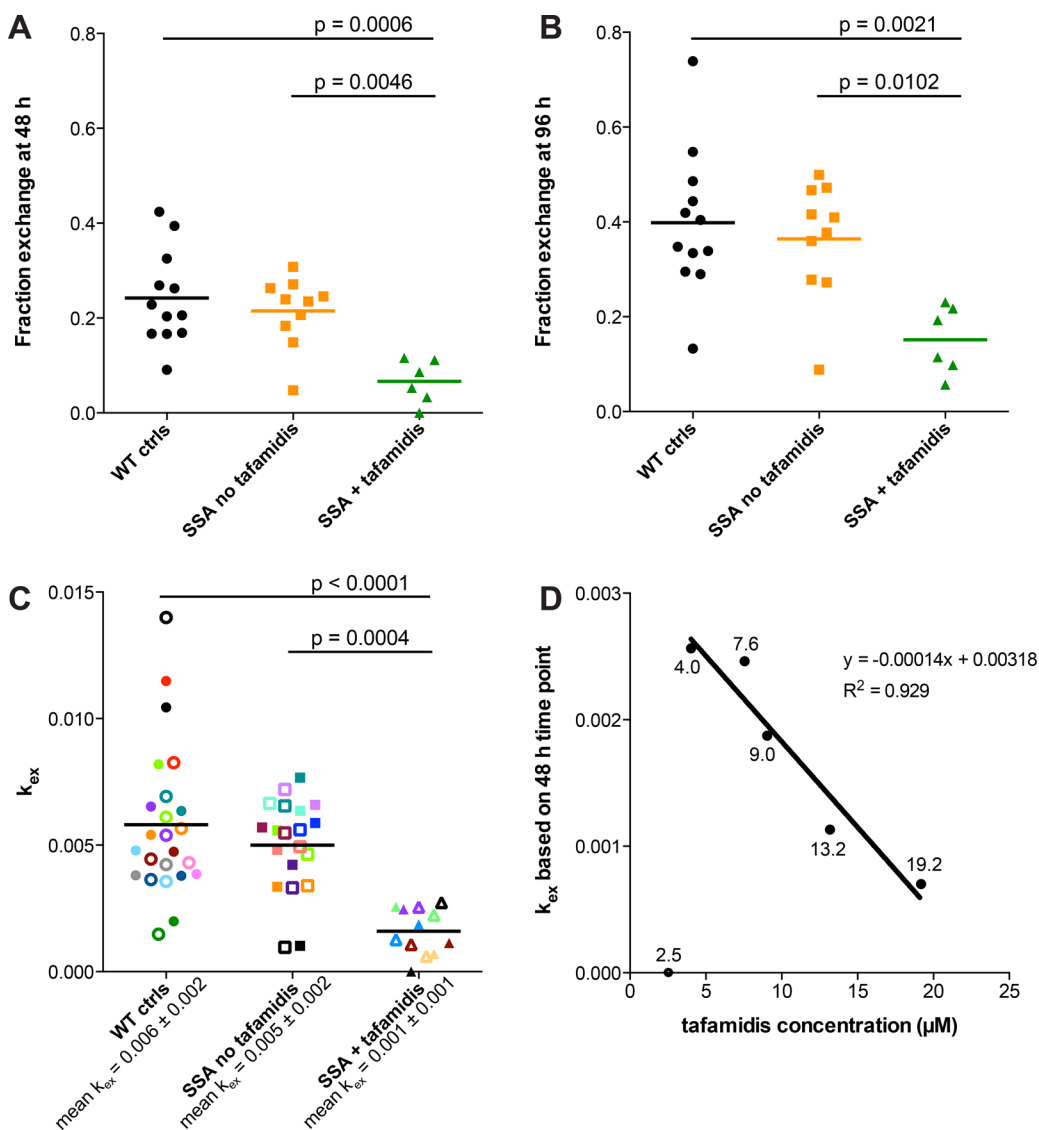 A
p = 0.0006
p = 0.0046
Fraction exchange at 48 h
0.8
0.6
0.4
0.2
0.0
WT ctrls
SSA no tafamidis
SSA + tafamidis
B
p = 0.0021
p = 0.0102
Fraction exchange at 96 h
0.8
0.6
0.4
0.2
0.0
WT ctrls
SSA no tafamidis
SSA + tafamidis
C
p < 0.0001
p = 0.0004
kex
0.015
0.010
0.005
0.000
WT ctrls
mean kex = 0.006 ± 0.002
SSA no tafamidis
mean kex = 0.005 ± 0.002
SSA + tafamidis
mean kex = 0.001 ± 0.001
D
kex based on 48 h time point
0.003
0.002
0.001
0.000
4.0
7.6
9.0
13.2
19.2
2.5
y = -0.00014x + 0.00318
R2 = 0.929
0
5
10
15
20
25
tafamidis concentration (µM)